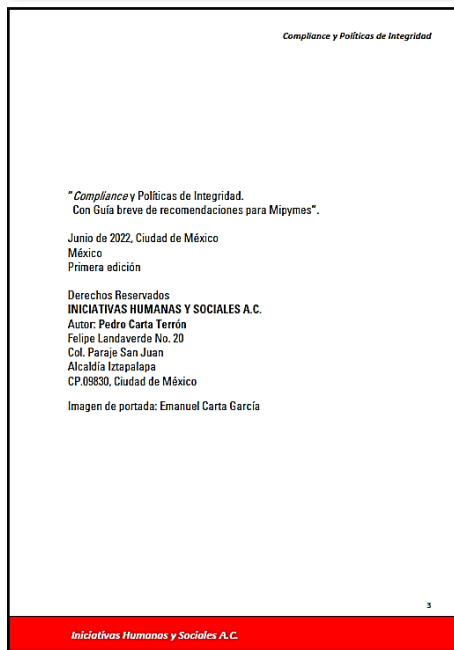 Compliance y Políticas de Integridad
"Compliance y Políticas de Integridad.
Con Guía breve de recomendaciones para Mipymes".
Junio de 2022, Ciudad de México
México
Primera edición
Derechos Reservados
INICIATIVAS HUMANAS Y SOCIALES A.C.
Autor: Pedro Carta Terrón
Felipe Landaverde No. 20
Col. Paraje San Juan
Alcaldía Iztapalapa
CP.09830, Ciudad de México
Imagen de portada: Emanuel Carta García
3
Iniciativas Humanas y Sociales A.C.